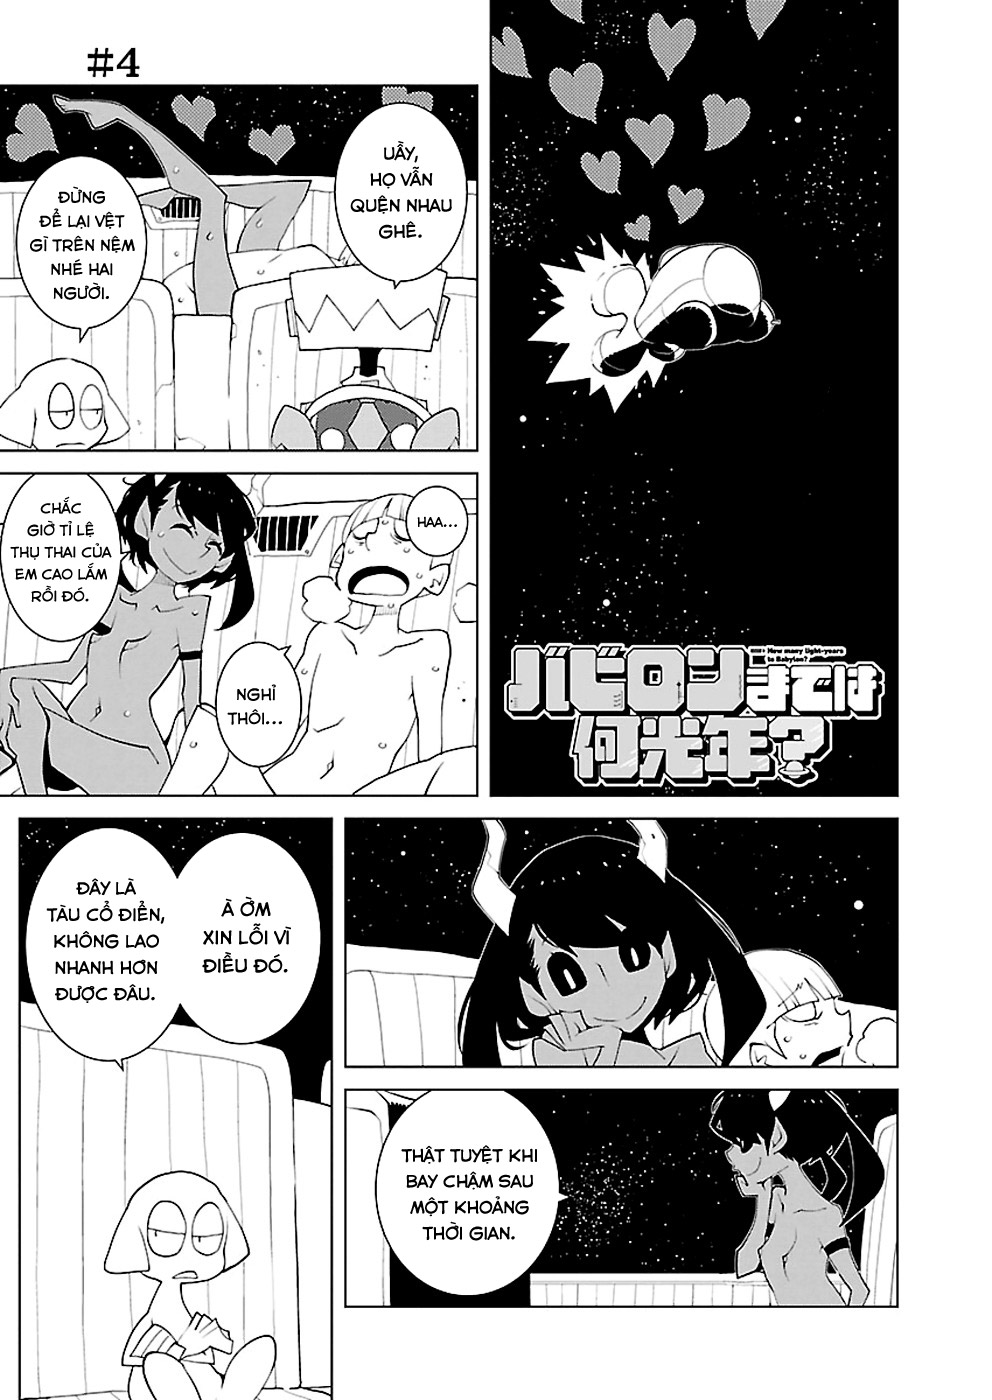 #4
How many light-years
to Babylon?
バビロンまでは
何光年？
UẦY,
HỌ VẪN
QUỆN NHAU
GHÊ.
ĐỪNG
ĐỂ LẠI VỆT
GÌ TRÊN NỆM
NHÉ HAI
NGƯỜI.
HAA...
NGHỈ
THÔI...
CHẮC
GIỜ TỈ LỆ
THỤ THAI CỦA
EM CAO LẮM
RỒI ĐÓ.
THẬT TUYỆT KHI
BAY CHẬM SAU
MỘT KHOẢNG
THỜI GIAN.
À ỜM
XIN LỖI VÌ
ĐIỀU ĐÓ.
ĐÂY LÀ
TÀU CỔ ĐIỂN,
KHÔNG LAO
NHANH HƠN
ĐƯỢC ĐÂU.